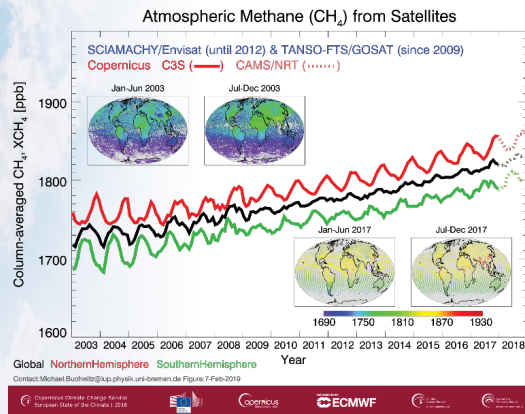 Atmospheric Methane (CH₄) from Satellites
SCIAMACHY/Envisat (until 2012) & TANSO-FTS/GOSAT (since 2009)
Copernicus C3S (——) CAMS/NRT (·······)
Jan-Jun 2003
Jul-Dec 2003
Column-averaged CH₄, XCH₄ [ppb]
1900
1800
1700
1600
Jan-Jun 2017
Jul-Dec 2017
1690 1750 1810 1870 1930
2003 2004 2005 2006 2007 2008 2009 2010 2011 2012 2013 2014 2015 2016 2017 2018
Year
Global NorthernHemisphere SouthernHemisphere
Contact:Michael.Buchwitz@iup.physik.uni-bremen.de Figure:7-Feb-2019
Copernicus Climate Change Service
European State of the Climate | 2018
opernicus
ECMWF